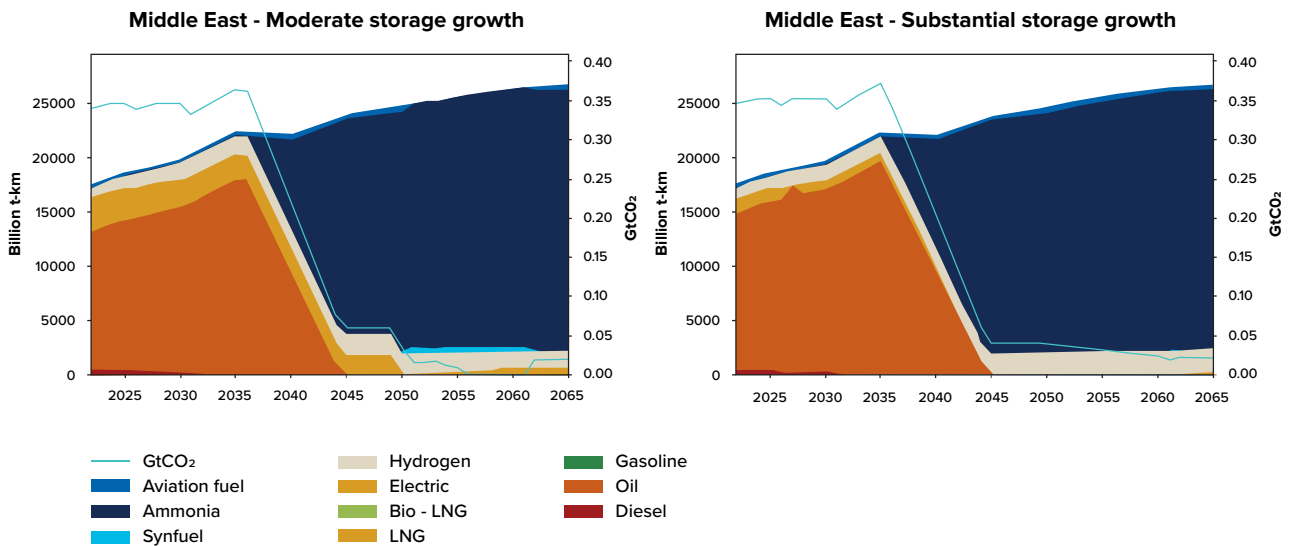 Middle East - Moderate storage growth
Billion t-km
25000
20000
15000
10000
5000
0
0.40
0.35
0.30
0.25
0.20
0.15
0.10
0.05
0.00
GtCO₂
2025 2030 2035 2040 2045 2050 2055 2060 2065
Middle East - Substantial storage growth
Billion t-km
25000
20000
15000
10000
5000
0
0.40
0.35
0.30
0.25
0.20
0.15
0.10
0.05
0.00
GtCO₂
2025 2030 2035 2040 2045 2050 2055 2060 2065
GtCO₂
Aviation fuel
Ammonia
Synfuel
Hydrogen
Electric
Bio - LNG
LNG
Gasoline
Oil
Diesel